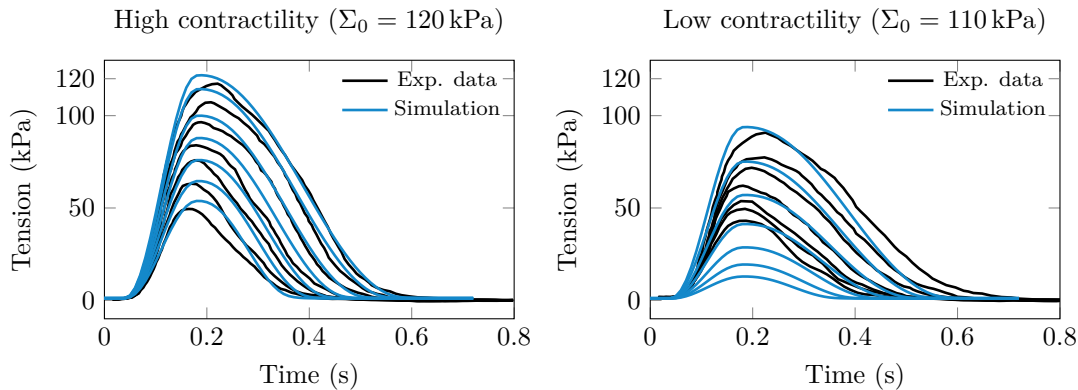 High contractility (Σ₀ = 120 kPa)
Tension (kPa)
120
100
50
0
Exp. data
Simulation
0 0.2 0.4 0.6 0.8
Time (s)
Low contractility (Σ₀ = 110 kPa)
Tension (kPa)
120
100
50
0
Exp. data
Simulation
0 0.2 0.4 0.6 0.8
Time (s)